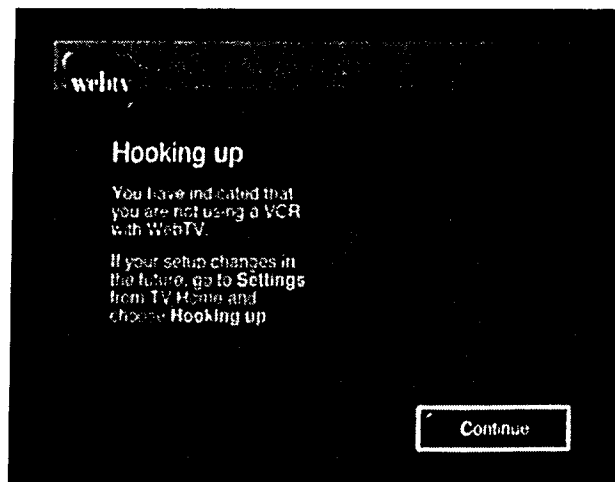 webtv
Hooking up
You have indicated that
you are not using a VCR
with WebTV.
If your setup changes in
the future, go to Settings
from TV Home and
choose Hooking up
Continue